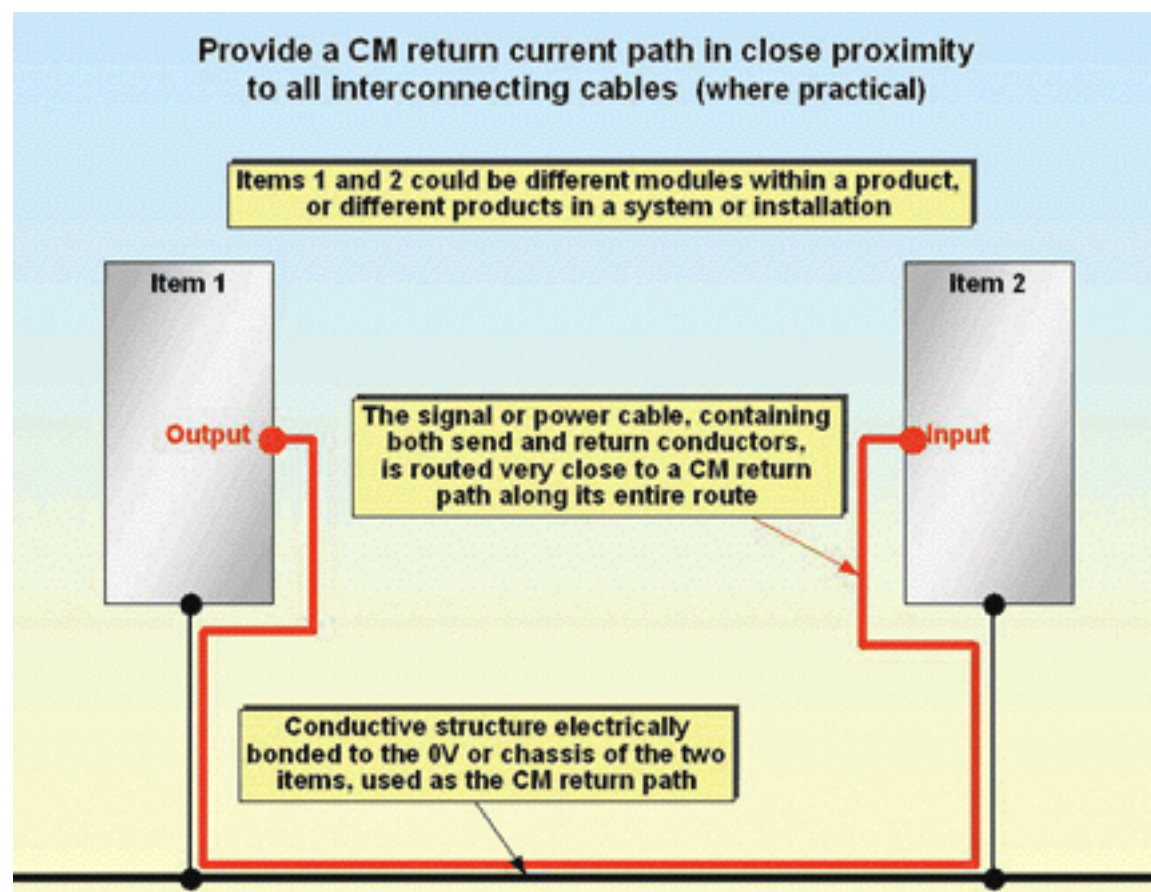 Provide a CM return current path in close proximity
to all interconnecting cables (where practical)
Items 1 and 2 could be different modules within a product,
or different products in a system or installation
Item 1
Item 2
Output
The signal or power cable, containing
both send and return conductors,
is routed very close to a CM return
path along its entire route
Input
Conductive structure electrically
bonded to the 0V or chassis of the two
items, used as the CM return path